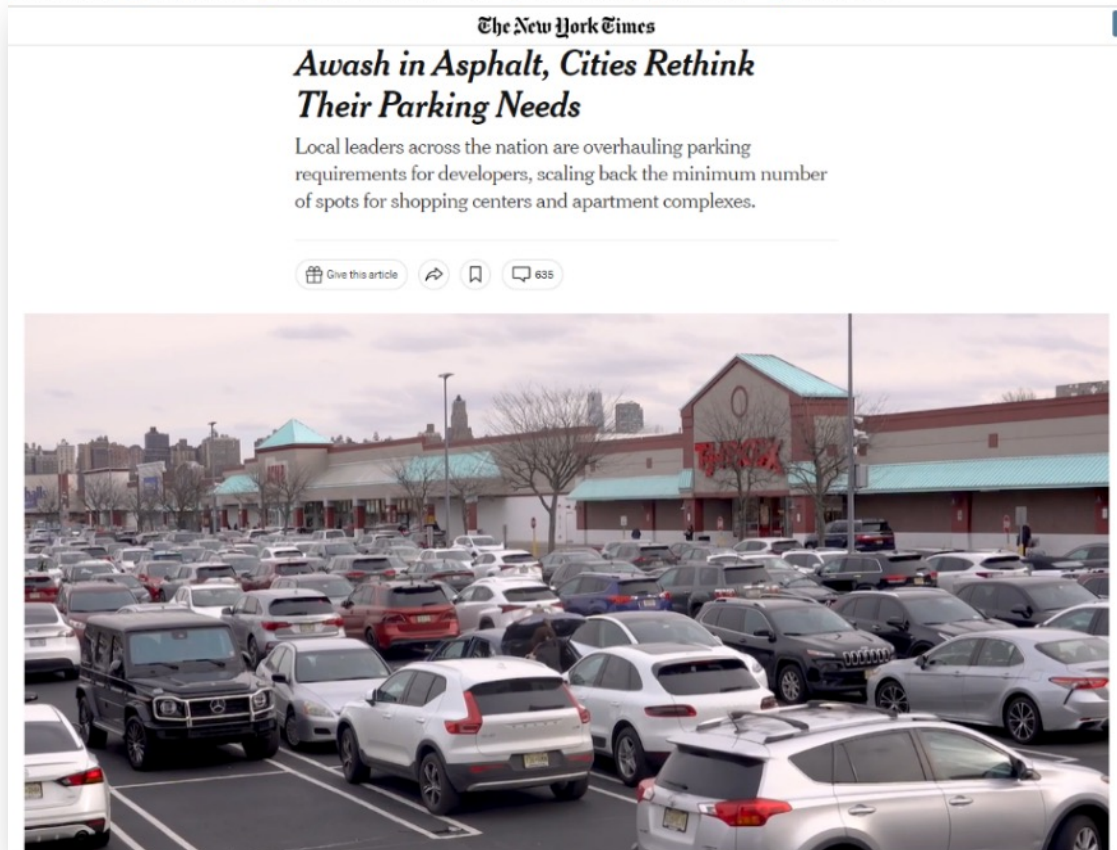 The New York Times
Awash in Asphalt, Cities Rethink
Their Parking Needs
Local leaders across the nation are overhauling parking
requirements for developers, scaling back the minimum number
of spots for shopping centers and apartment complexes.
Give this article
635